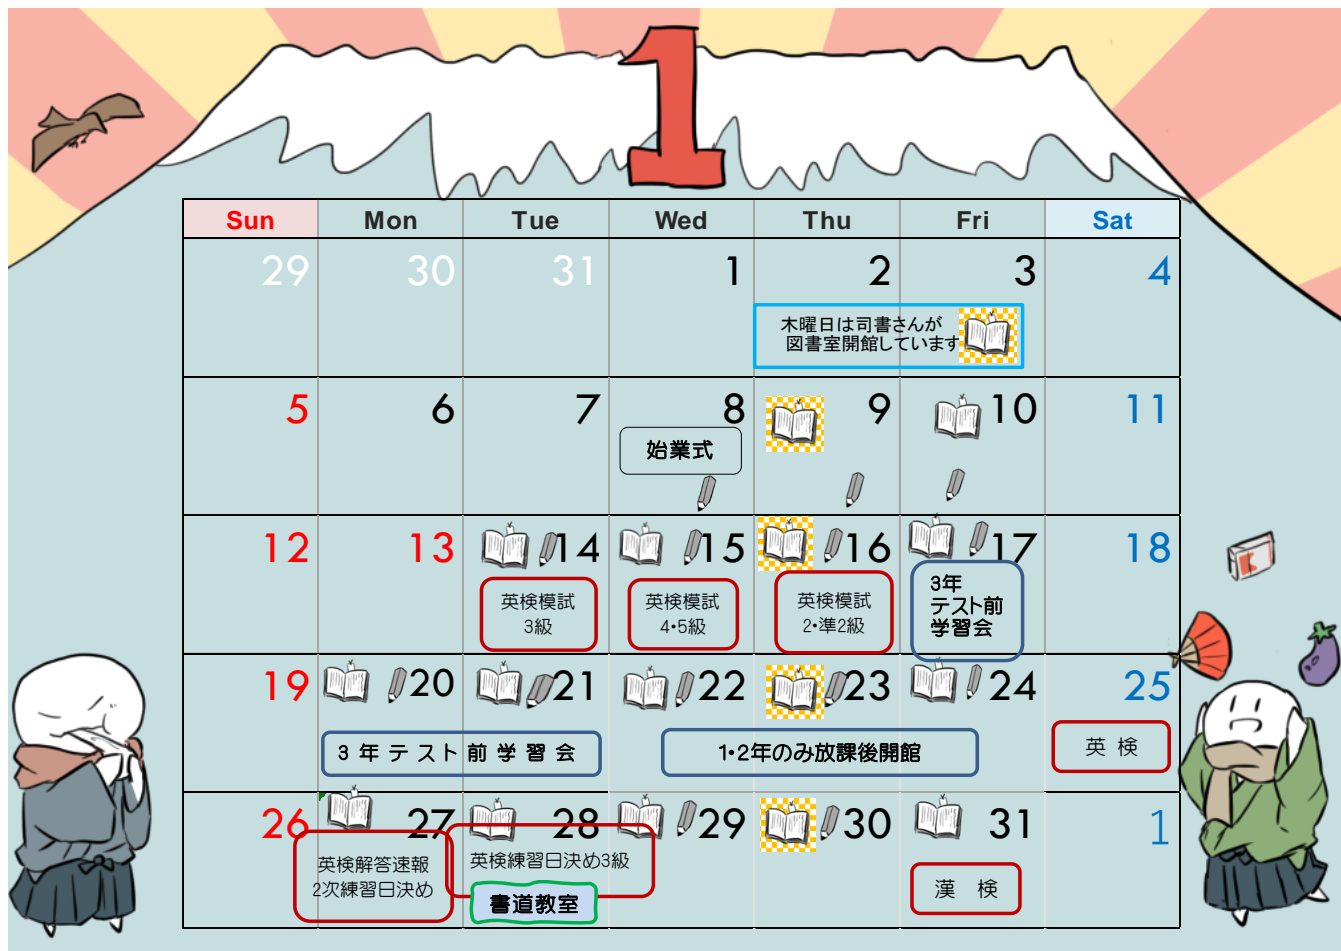 1
Sun Mon Tue Wed Thu Fri Sat
29 30 31 1 2 3 4
木曜日は司書さんが
図書室開館しています
5 6 7 8 9 10 11
始業式
12 13 14 15 16 17 18
英検模試
3級
英検模試
4・5級
英検模試
2・準2級
3年
テスト前
学習会
19 20 21 22 23 24 25
3年テスト前学習会
1・2年のみ放課後開館
英検
26 27 28 29 30 31 1
英検解答速報
2次練習日決め
英検練習日決め3級
書道教室
漢検